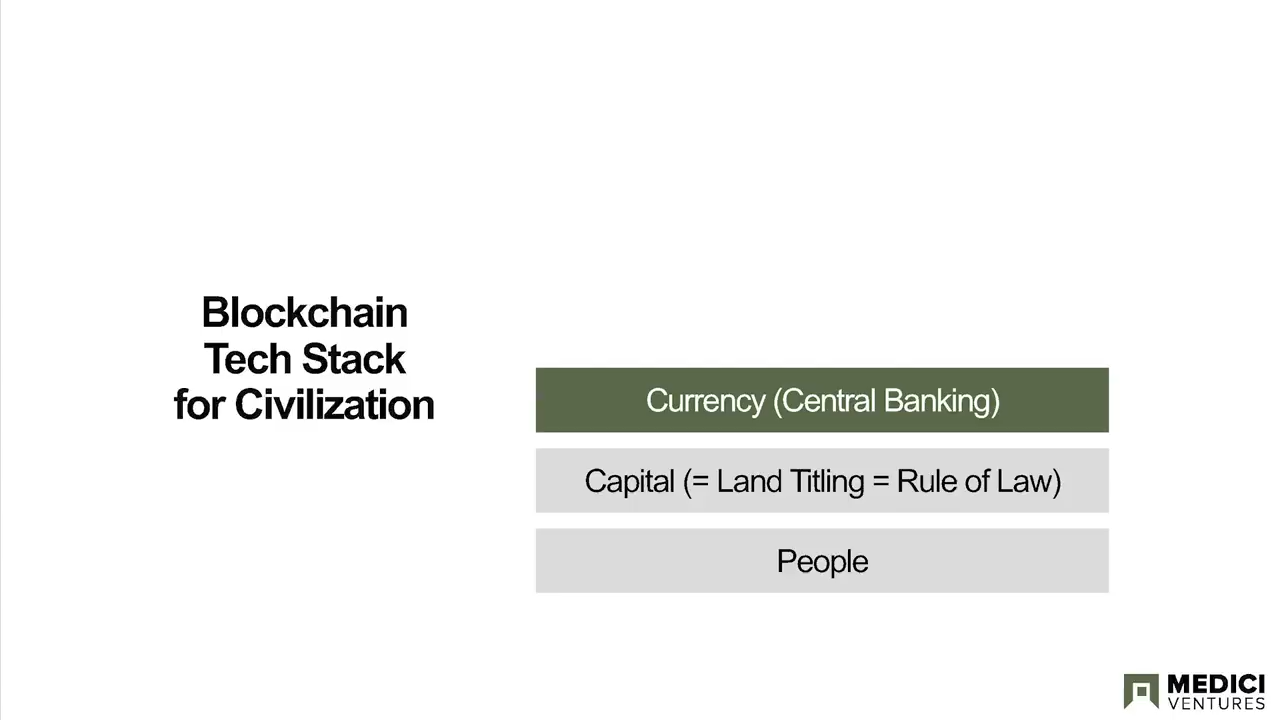 Blockchain
Tech Stack
for Civilization
Currency (Central Banking)
Capital (= Land Titling = Rule of Law)
People
MEDICI
VENTURES